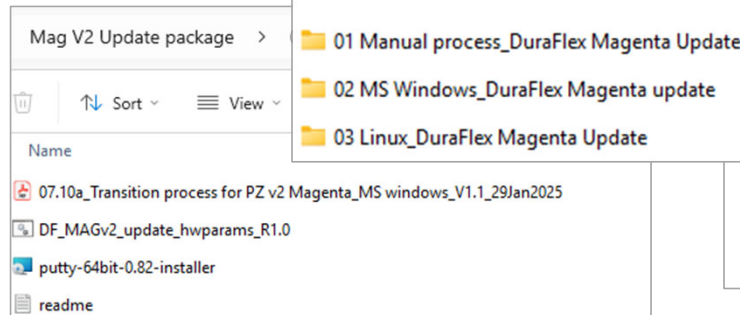 Mag V2 Update package
01 Manual process_DuraFlex Magenta Update
02 MS Windows_DuraFlex Magenta update
03 Linux_DuraFlex Magenta Update
Sort
View
Name
07.10a_Transition process for PZ v2 Magenta_MS windows_V1.1_29Jan2025
DF_MAGv2_update_hwparams_R1.0
putty-64bit-0.82-installer
readme